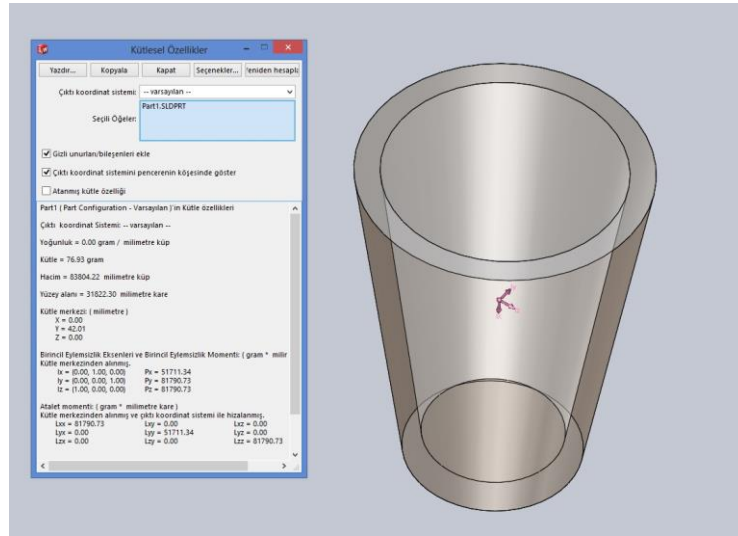 Kütlesel Özellikler
Yazdır... Kopyala Kapat Seçenekler... Yeniden hesapla
Çıktı koordinat sistemi: -- varsayılan --
Seçili Öğeler: Part1.SLDPRT
Gizli unurları/bileşenleri ekle
Çıktı koordinat sistemini pencerenin köşesinde göster
Atanmış kütle özelliği
Part1 ( Part Configuration - Varsayılan )'in Kütle özellikleri
Çıktı koordinat Sistemi: -- varsayılan --
Yoğunluk = 0.00 gram / milimetre küp
Kütle = 76.93 gram
Hacim = 83804.22 milimetre küp
Yüzey alanı = 31822.30 milimetre kare
Kütle merkezi: ( milimetre )
X = 0.00
Y = 42.01
Z = 0.00
Birincil Eylemsizlik Eksenleri ve Birincil Eylemsizlik Momenti: ( gram * milir
Kütle merkezinden alınmış.
Ix = (0.00, 1.00, 0.00) Px = 51711.34
Iy = (0.00, 0.00, 1.00) Py = 81790.73
Iz = (1.00, 0.00, 0.00) Pz = 81790.73
Atalet momenti: ( gram * milimetre kare )
Kütle merkezinden alınmış ve çıktı koordinat sistemi ile hizalanmış.
Lxx = 81790.73 Lxy = 0.00 Lxz = 0.00
Lyx = 0.00 Lyy = 51711.34 Lyz = 0.00
Lzx = 0.00 Lzy = 0.00 Lzz = 81790.73